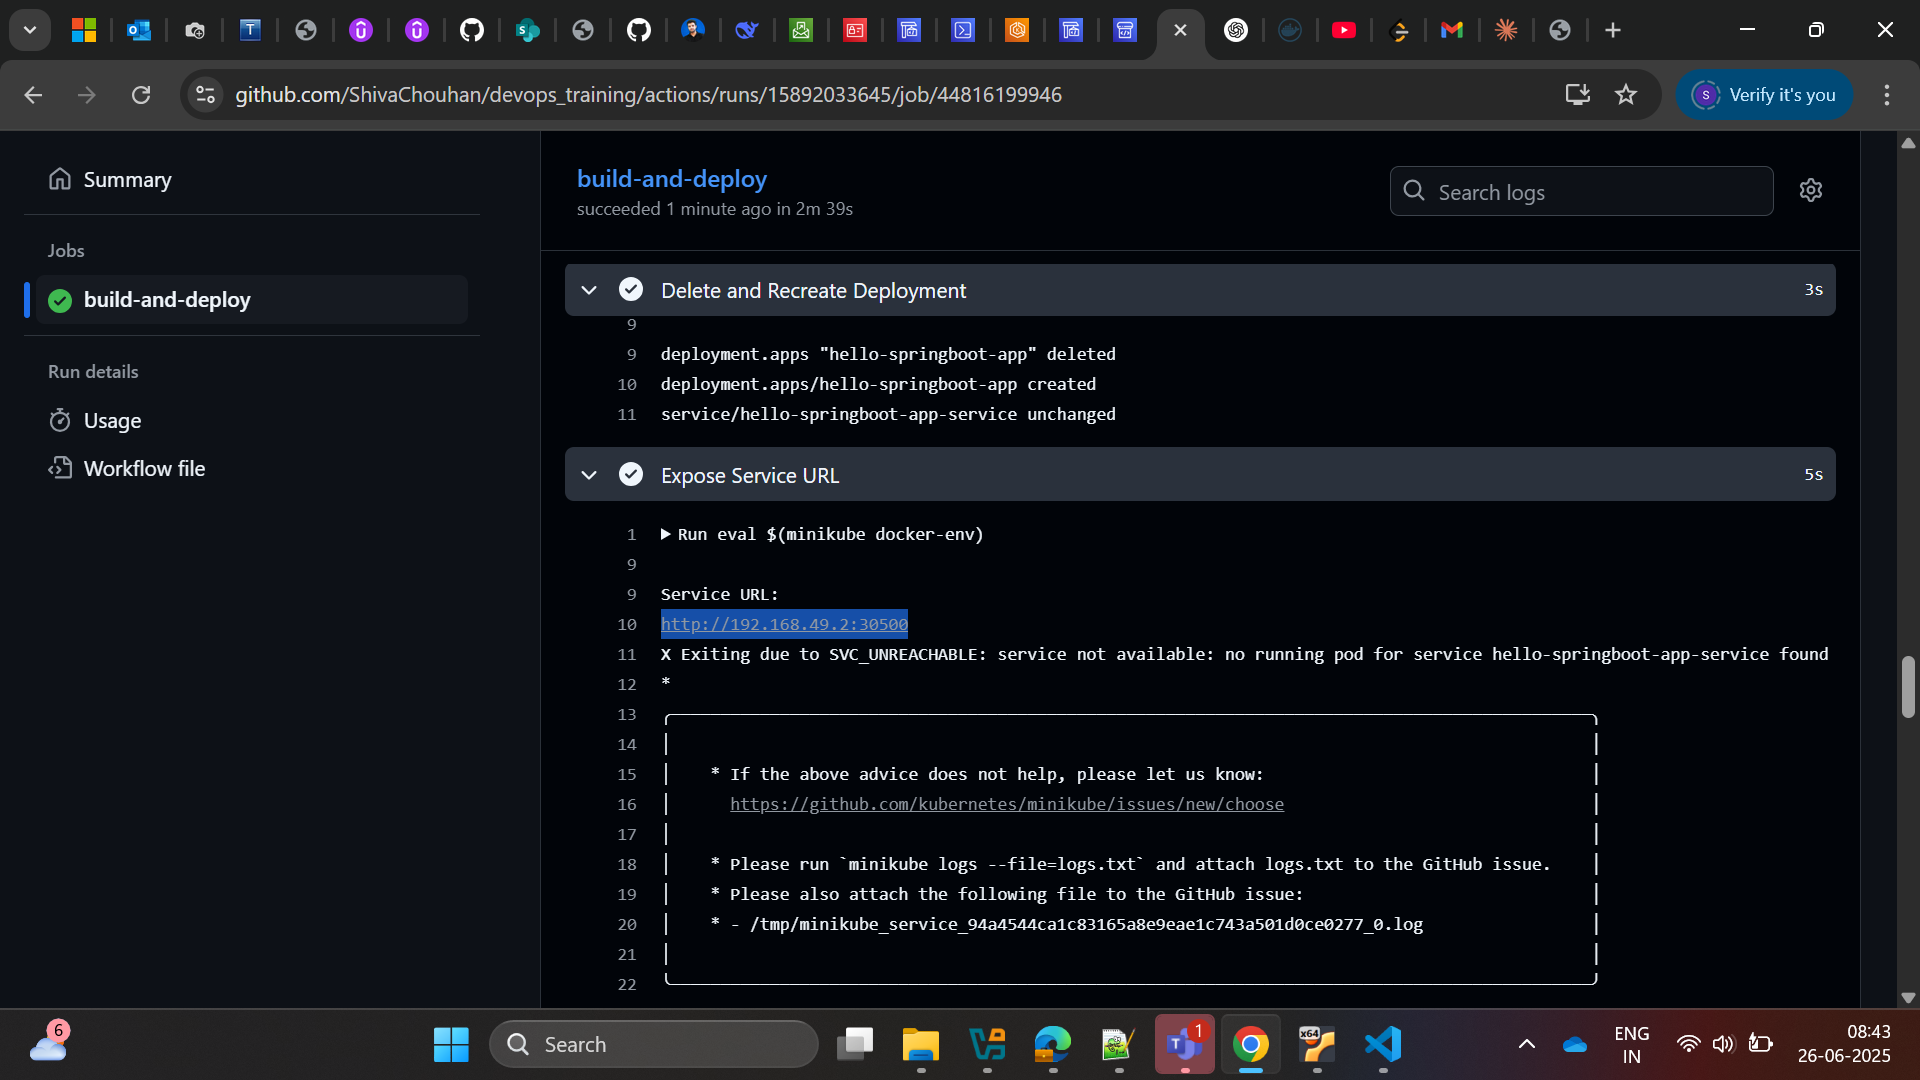 github.com/ShivaChouhan/devops_training/actions/runs/15892033645/job/44816199946
Verify it's you
Summary
Jobs
build-and-deploy
Run details
Usage
Workflow file
build-and-deploy
succeeded 1 minute ago in 2m 39s
Search logs
Delete and Recreate Deployment
3s
9
9 deployment.apps "hello-springboot-app" deleted
10 deployment.apps/hello-springboot-app created
11 service/hello-springboot-app-service unchanged
Expose Service URL
5s
1 Run eval $(minikube docker-env)
9
9 Service URL:
10 http://192.168.49.2:30500
11 X Exiting due to SVC_UNREACHABLE: service not available: no running pod for service hello-springboot-app-service found
12 *
13
14
15 * If the above advice does not help, please let us know:
16 https://github.com/kubernetes/minikube/issues/new/choose
17
18 * Please run `minikube logs --file=logs.txt` and attach logs.txt to the GitHub issue.
19 * Please also attach the following file to the GitHub issue:
20 * - /tmp/minikube_service_94a4544ca1c83165a8e9eae1c743a501d0ce0277_0.log
21
22
6
Search
1
ENG
IN
08:43
26-06-2025